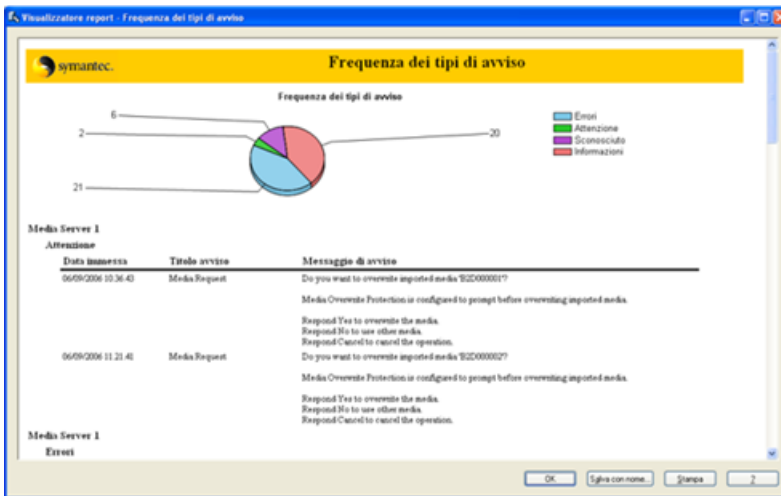 Visualizzatore report - Frequenza dei tipi di avviso
symantec.
Frequenza dei tipi di avviso
Frequenza dei tipi di avviso
6
2
21
20
Errori
Attenzione
Sconosciuto
Informazioni
Media Server 1
Attenzione
Data immessa Titolo avviso Messaggio di avviso
06/09/2006 10.36.43 Media Request Do you want to overwrite imported media 'B2D000001'?
Media Overwrite Protection is configured to prompt before overwriting imported media.
Respond Yes to overwrite the media.
Respond No to use other media.
Respond Cancel to cancel the operation.
06/09/2006 11.21.41 Media Request Do you want to overwrite imported media 'B2D000002'?
Media Overwrite Protection is configured to prompt before overwriting imported media.
Respond Yes to overwrite the media.
Respond No to use other media.
Respond Cancel to cancel the operation.
Media Server 1
Errori
OK Salva con nome... Stampa ?